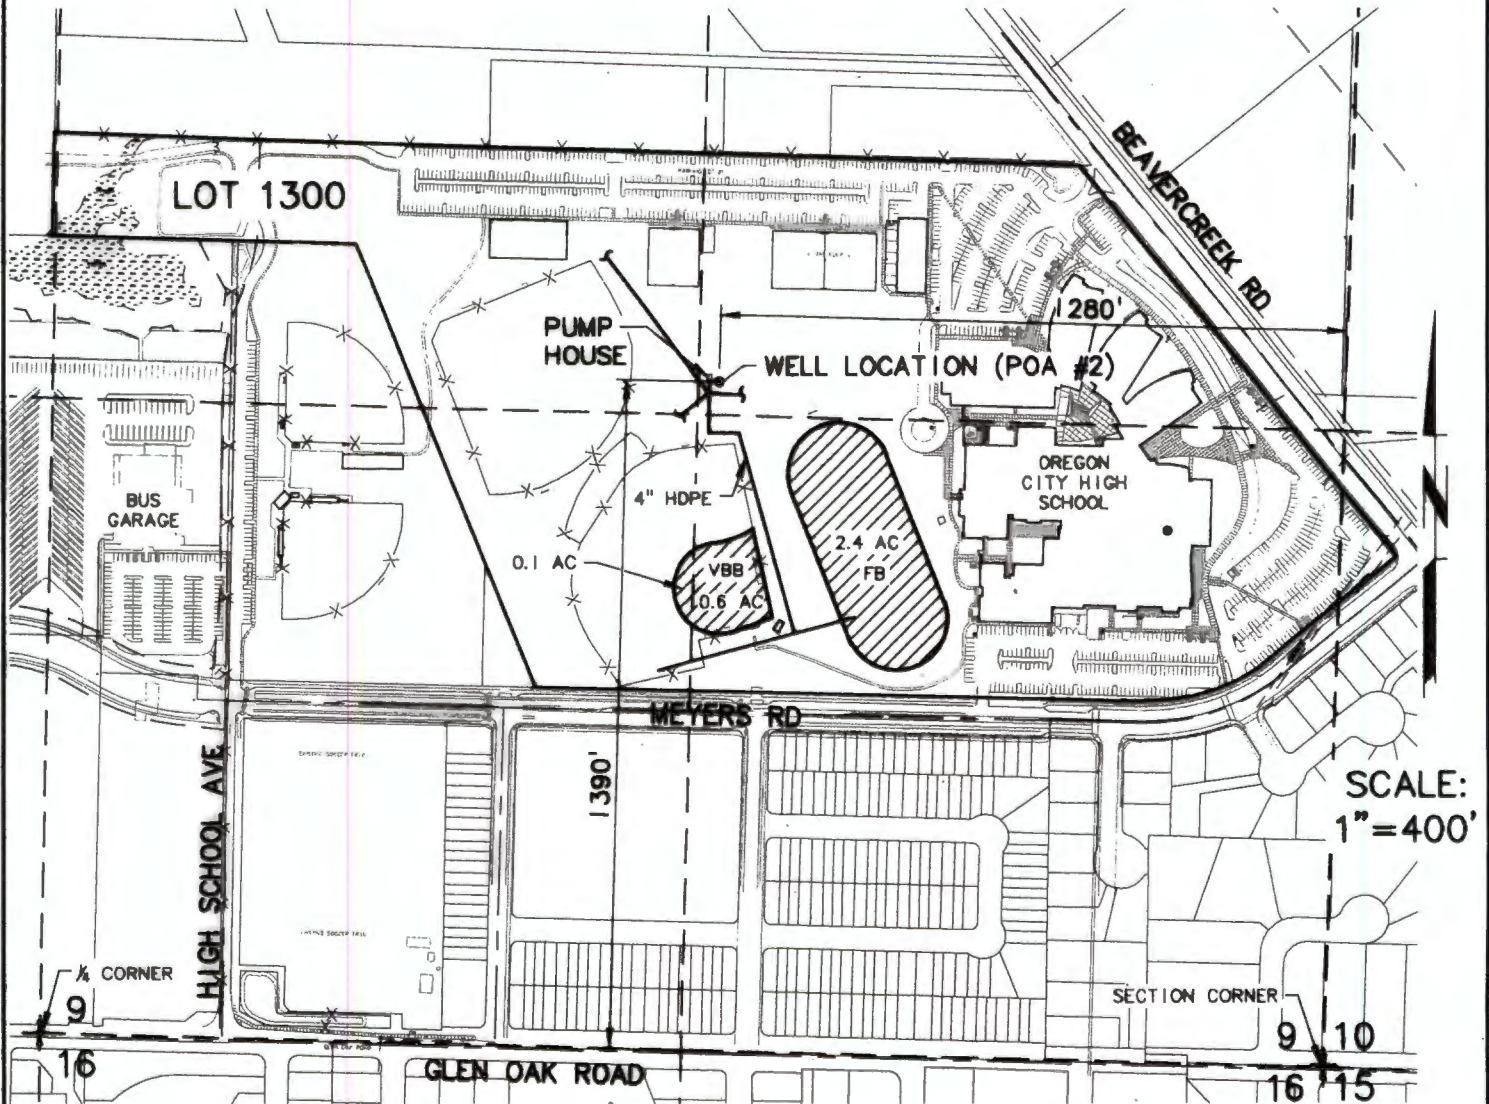 BEAVERCREEK RD
LOT 1300
1280'
PUMP
HOUSE
WELL LOCATION (POA #2)
OREGON
CITY HIGH
SCHOOL
4" HDPE
BUS
GARAGE
2.4 AC
FB
0.1 AC
VBB
0.6 AC
N
MEYERS RD
1390'
HIGH SCHOOL AVE
SCALE:
1"=400'
¼ CORNER
9
16
GLEN OAK ROAD
SECTION CORNER
9 10
16 15